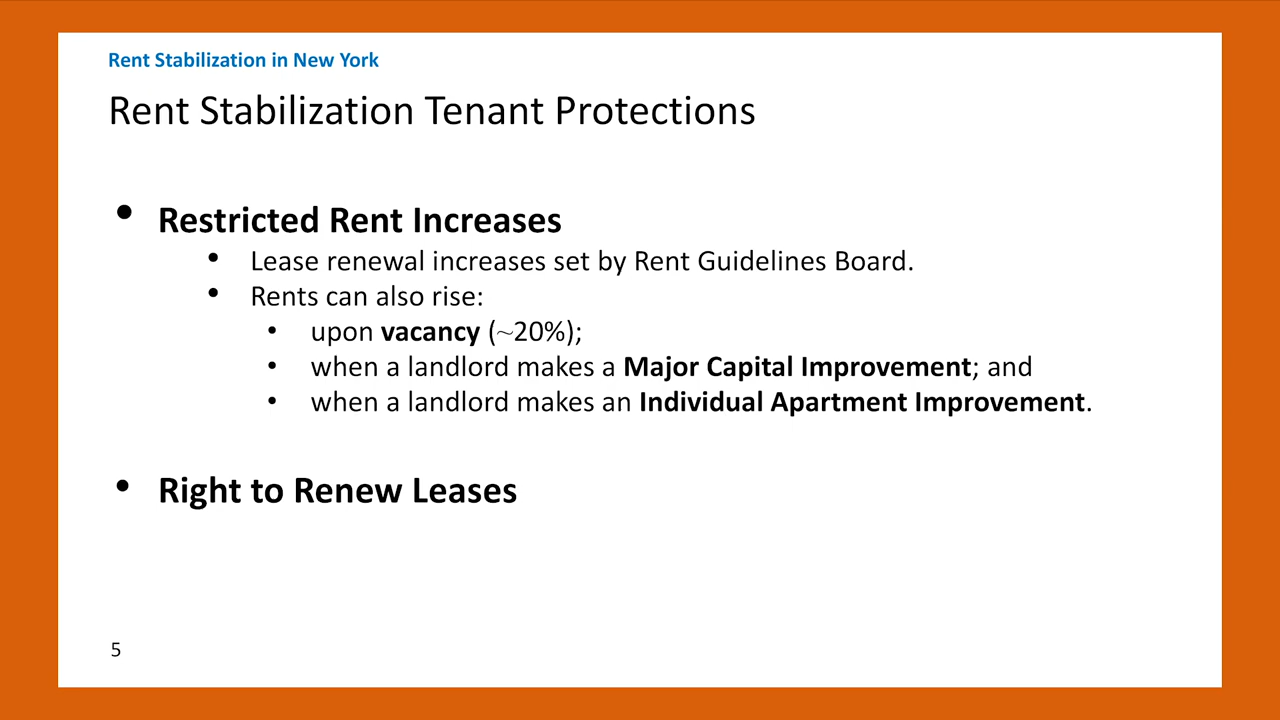 Rent Stabilization in New York
Rent Stabilization Tenant Protections
• Restricted Rent Increases
• Lease renewal increases set by Rent Guidelines Board.
• Rents can also rise:
• upon vacancy (~20%);
• when a landlord makes a Major Capital Improvement; and
• when a landlord makes an Individual Apartment Improvement.
• Right to Renew Leases
5